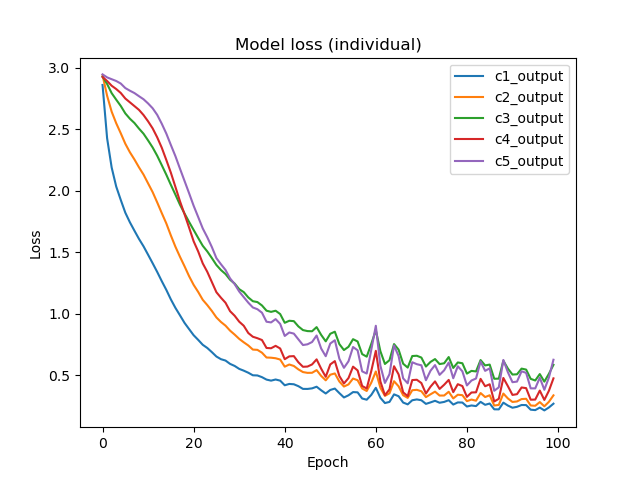 Model loss (individual)
3.0
2.5
2.0
1.5
1.0
0.5
Loss
0
20
40
60
80
100
Epoch
c1_output
c2_output
c3_output
c4_output
c5_output